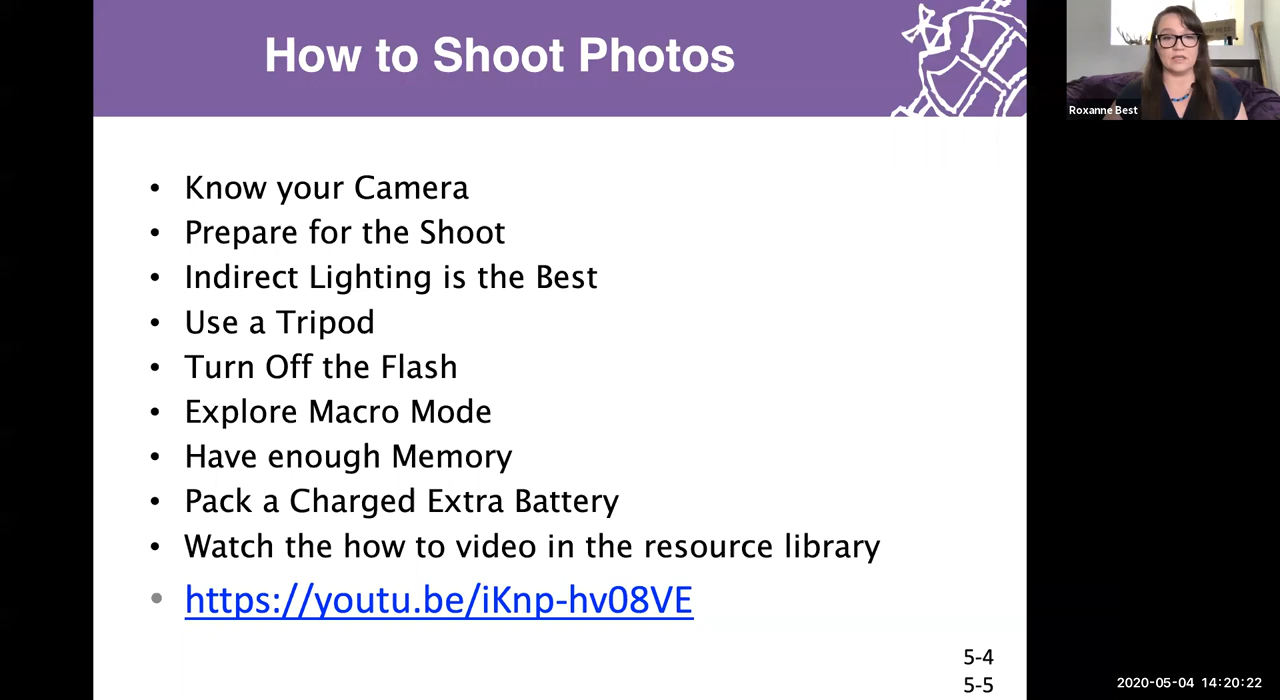 How to Shoot Photos
Roxanne Best
• Know your Camera
• Prepare for the Shoot
• Indirect Lighting is the Best
• Use a Tripod
• Turn Off the Flash
• Explore Macro Mode
• Have enough Memory
• Pack a Charged Extra Battery
• Watch the how to video in the resource library
• https://youtu.be/iKnp-hv08VE
5-4
5-5
2020-05-04 14:20:22